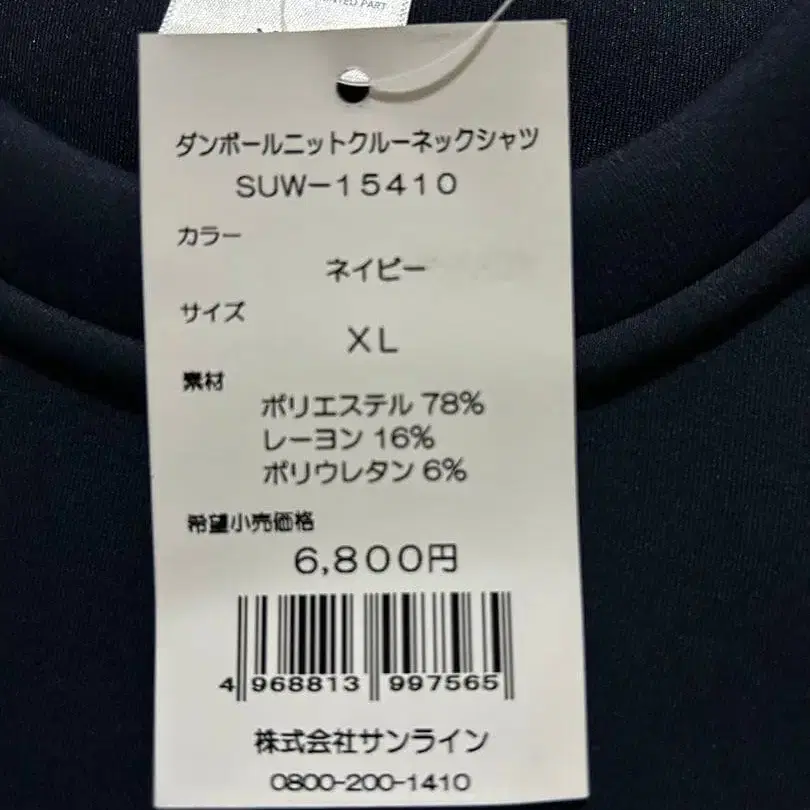 NTED PART
ダンボールニットクルーネックシャツ
SUW-15410
カラー
ネイビー
サイズ
XL
素材
ポリエステル 78%
レーヨン 16%
ポリウレタン 6%
希望小売価格
6,800円
4 968813 997565
株式会社サンライン
0800-200-1410